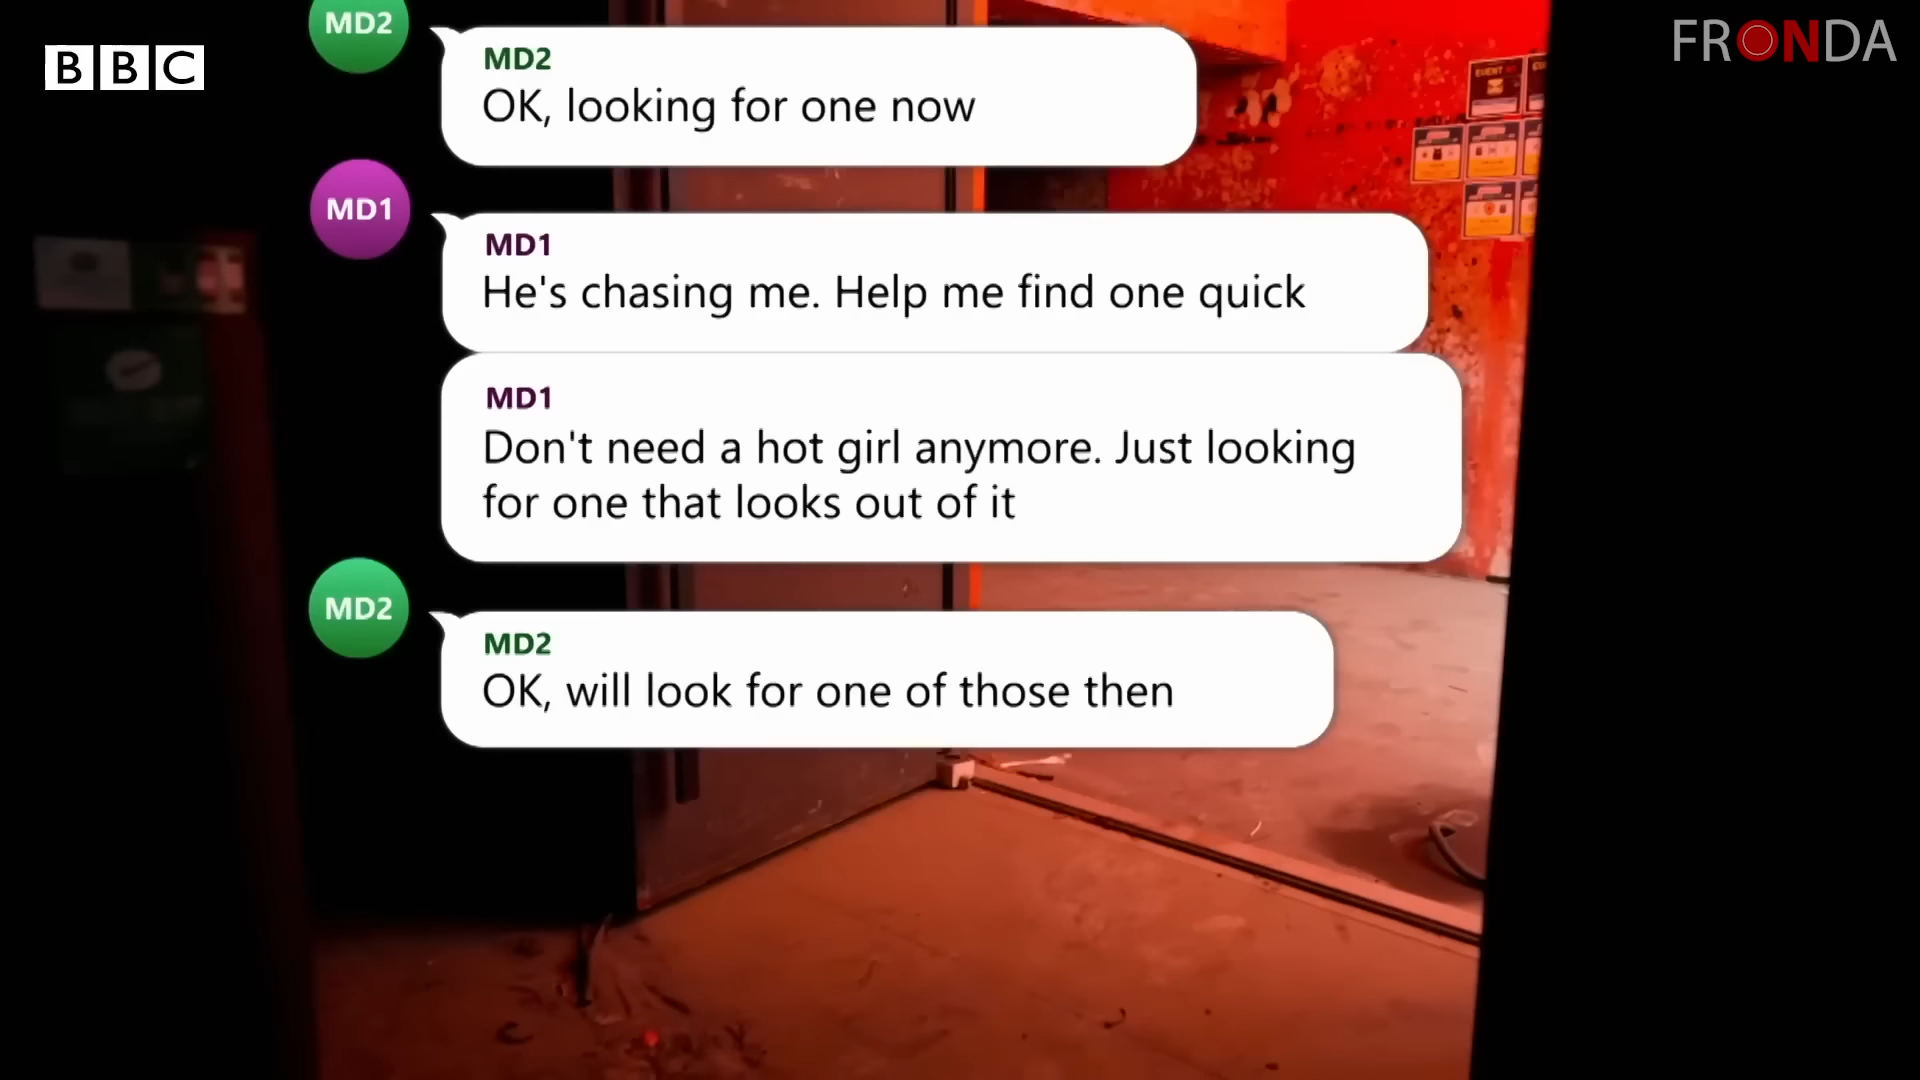 BBC
FRONDA
MD2
MD2
OK, looking for one now
MD1
MD1
He's chasing me. Help me find one quick
MD1
Don't need a hot girl anymore. Just looking
for one that looks out of it
MD2
MD2
OK, will look for one of those then
EVENT